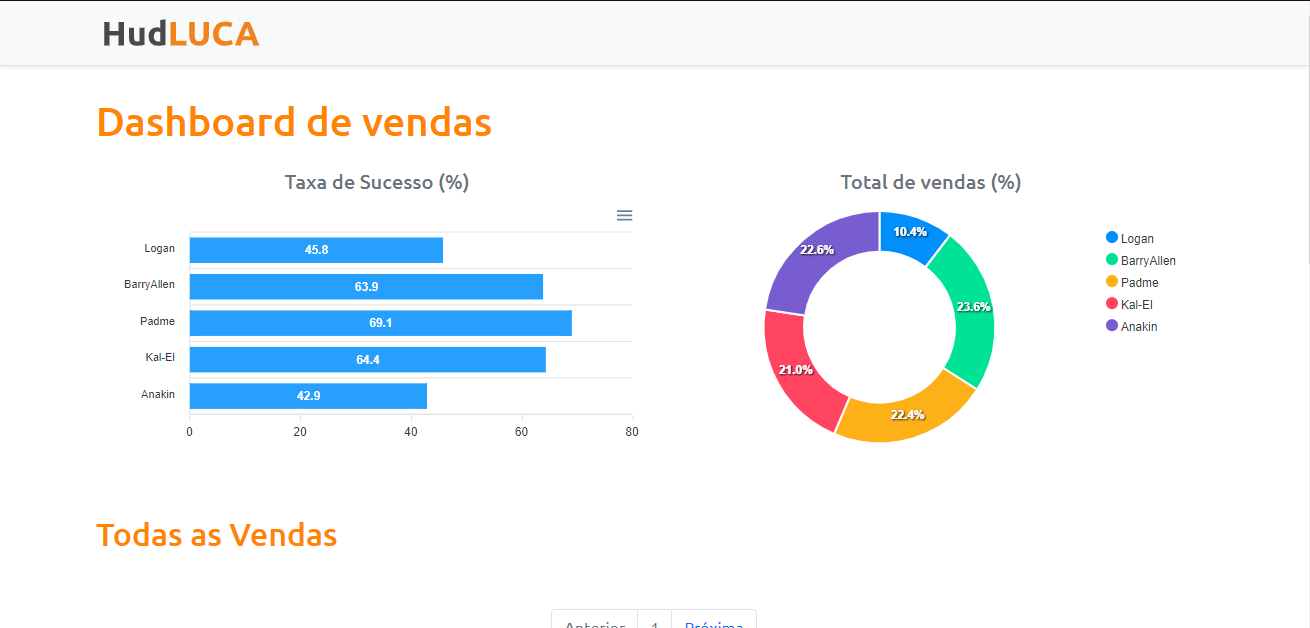 HudLUCA
Dashboard de vendas
Taxa de Sucesso (%)
Logan
45.8
BarryAllen
63.9
Padme
69.1
Kal-El
64.4
Anakin
42.9
0 20 40 60 80
Total de vendas (%)
10.4%
23.6%
22.4%
21.0%
22.6%
Logan
BarryAllen
Padme
Kal-El
Anakin
Todas as Vendas
Anterior 1 Próxima